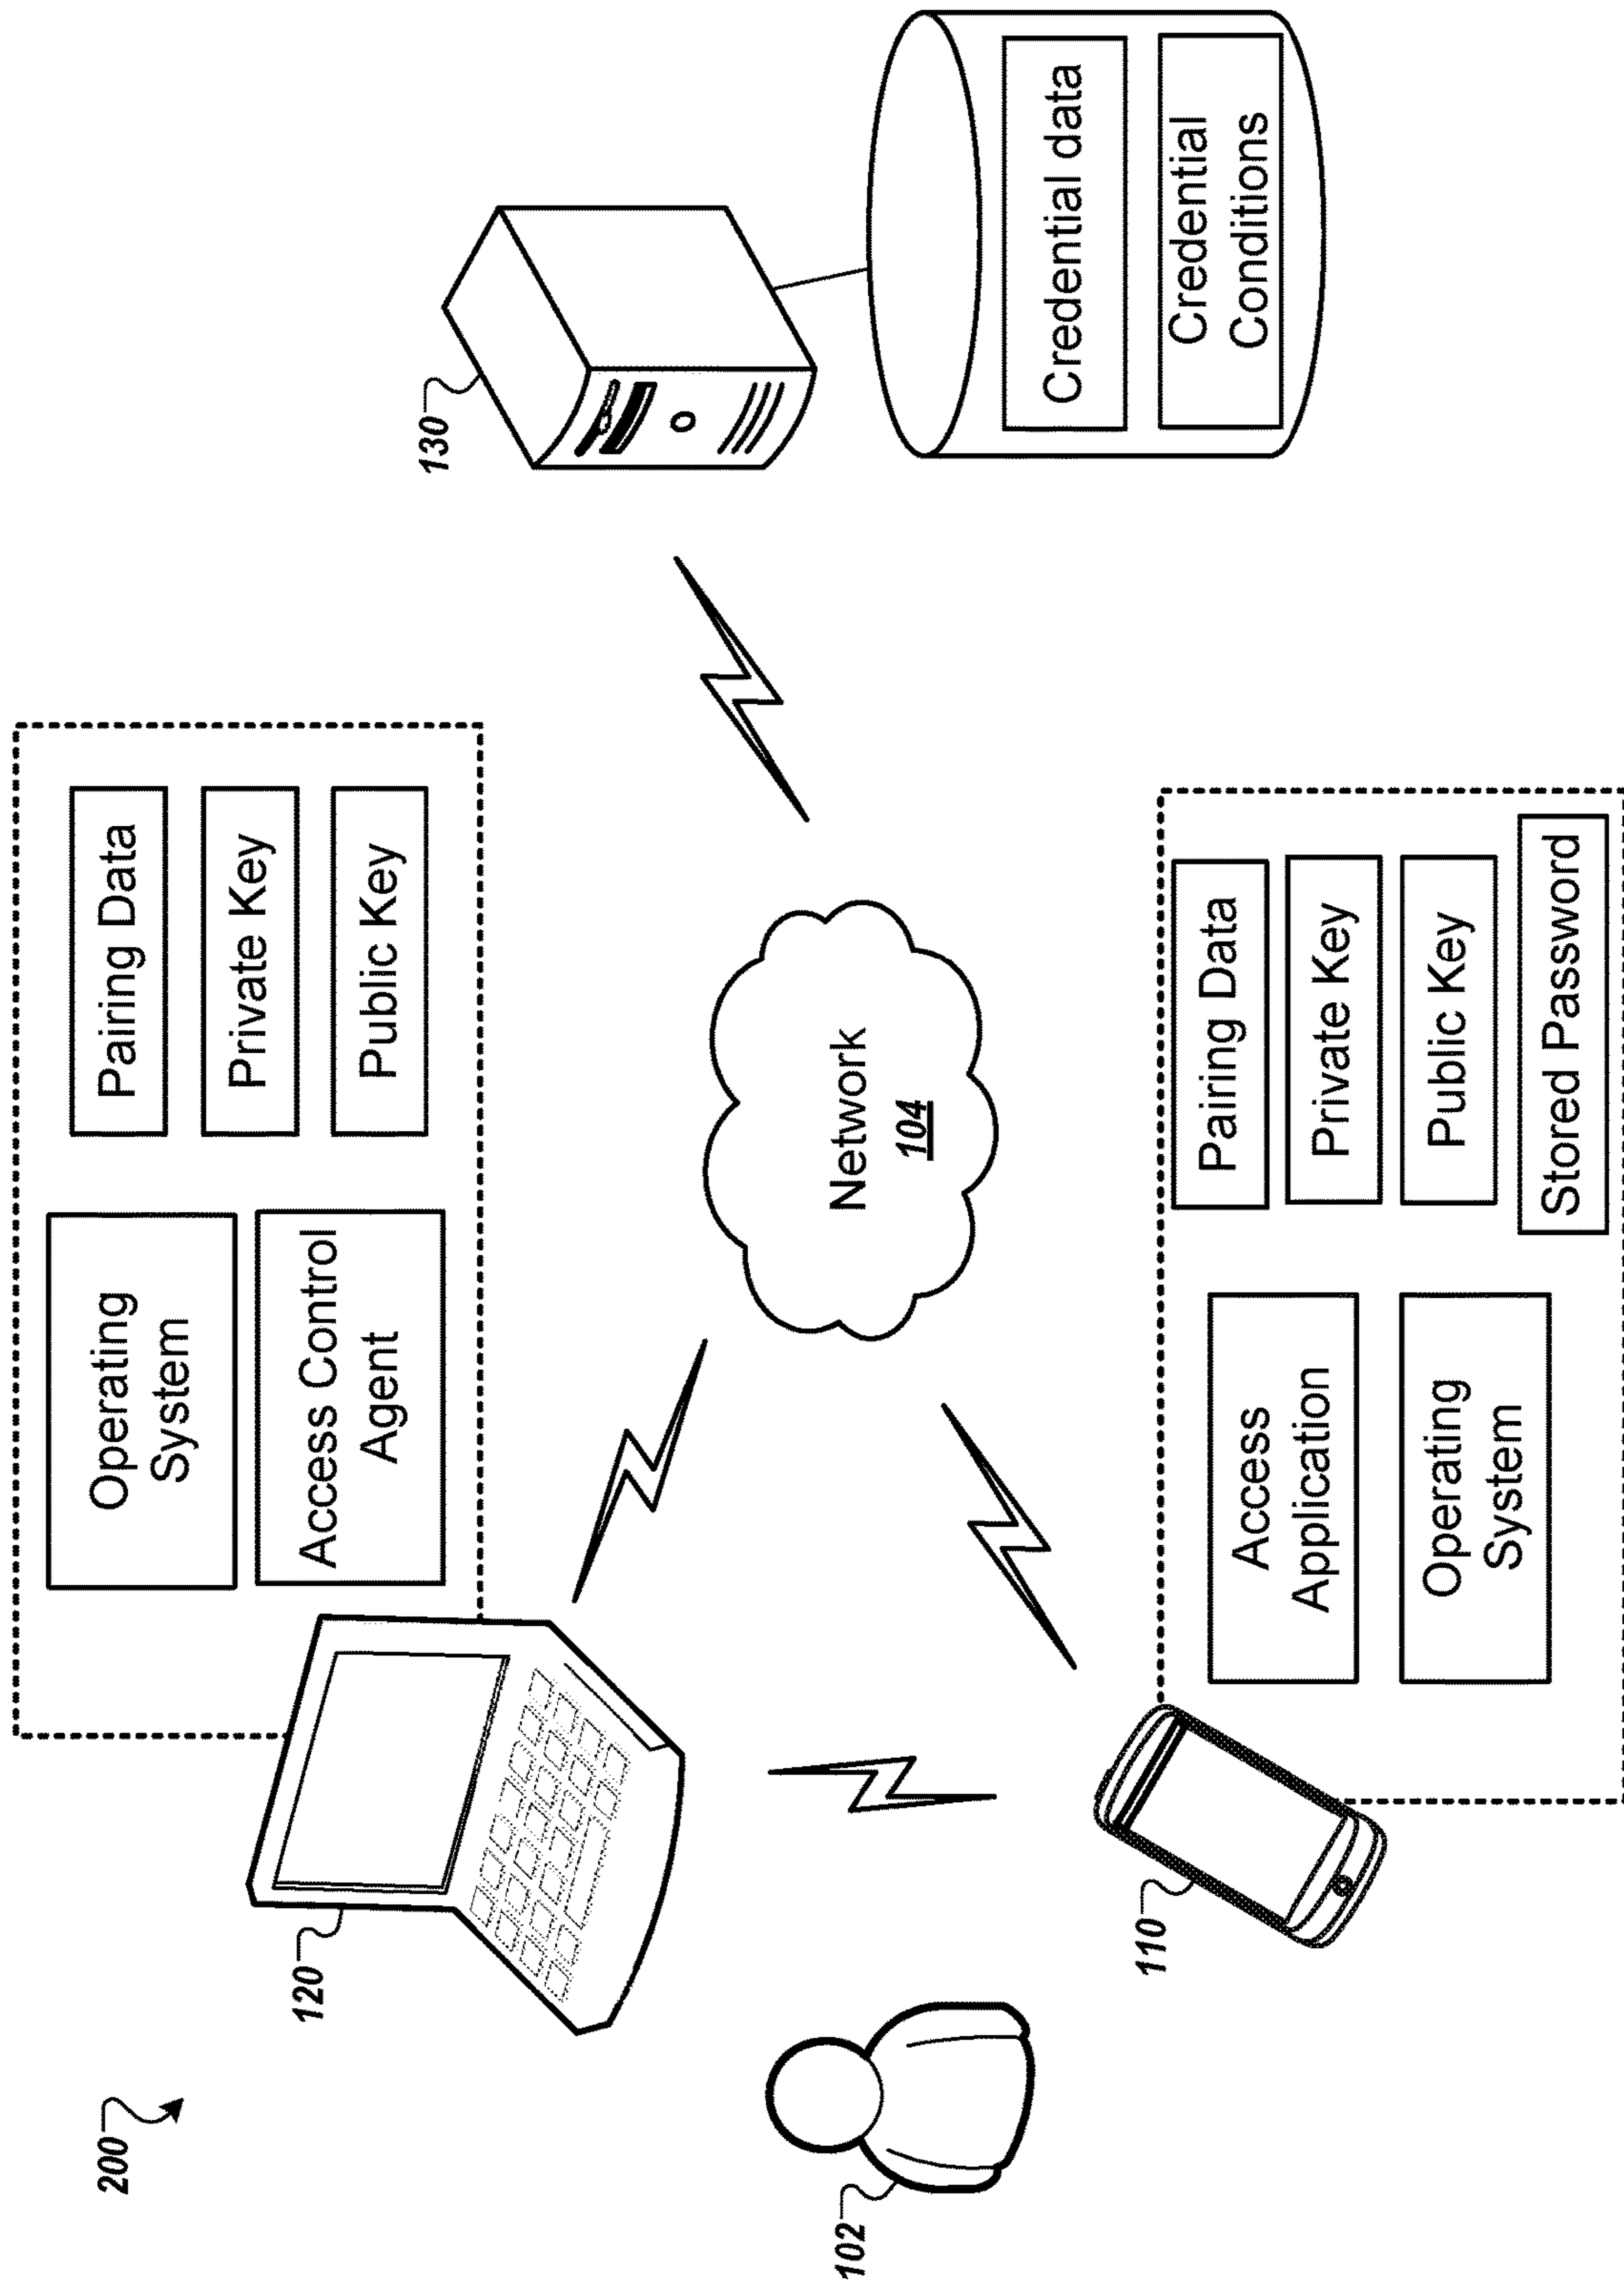 200
120
Operating
System
Access Control
Agent
Pairing Data
Private Key
Public Key
130
Credential data
Credential
Conditions
Network
104
102
110
Access
Application
Operating
System
Pairing Data
Private Key
Public Key
Stored Password